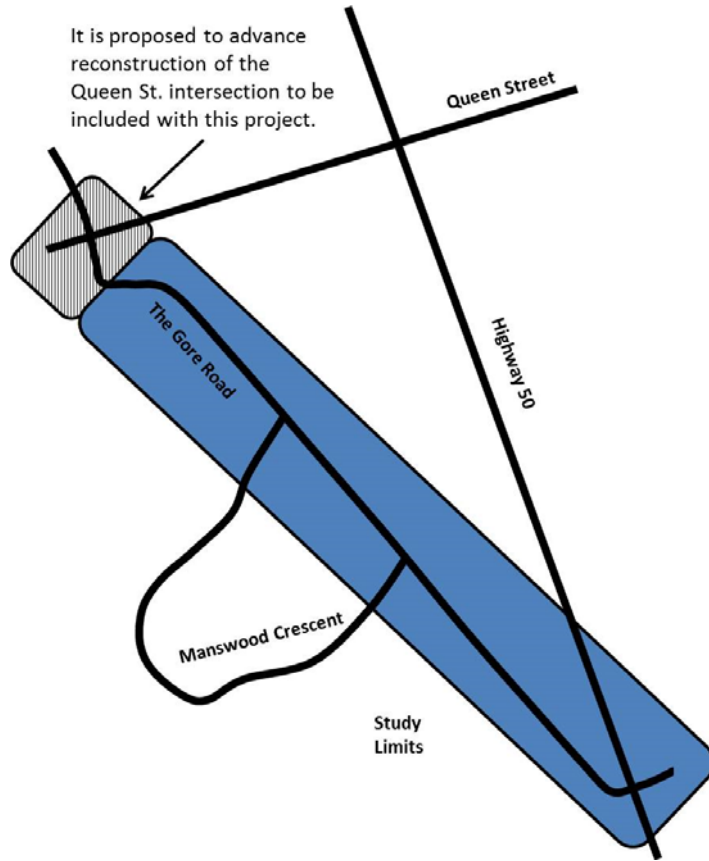 It is proposed to advance
reconstruction of the
Queen St. intersection to be
included with this project.
Queen Street
The Gore Road
Highway 50
Manswood Crescent
Study
Limits